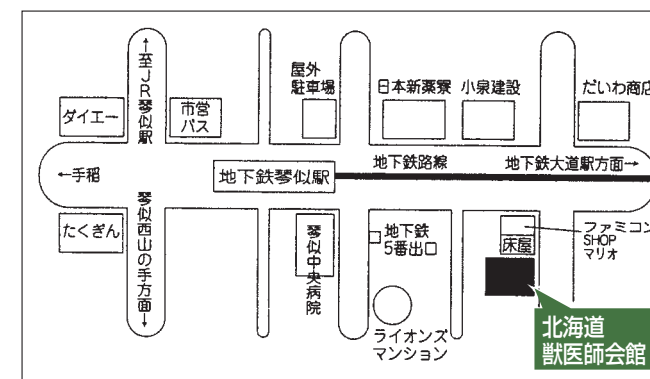 ←至JR琴似駅
屋外
駐車場
日本新薬寮
小泉建設
だいわ商店
ダイエー
市営
バス
←手稲
地下鉄琴似駅
地下鉄路線
地下鉄大道駅方面→
琴似西山の手方面→
たくぎん
琴似中央病院
地下鉄
5番出口
床屋
ファミコン
SHOP
マリオ
ライオンズ
マンション
北海道
獣医師会館